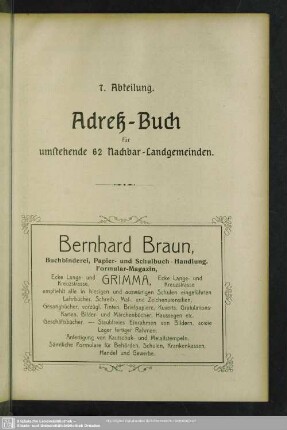 7. Abteilung.
Adreß-Buch
für
umstehende 62 Nachbar-Landgemeinden.
Bernhard Braun,
Buchbinderei, Papier- und Schulbuch-Handlung.
Formular-Magazin,
Ecke Lange- und Kreuzstrasse. GRIMMA, Ecke Lange- und Kreuzstrasse
empfiehlt alle in hiesigen und auswärtigen Schulen eingeführten
Lehrbücher, Schreib-, Mal- und Zeichenutensilien,
Gesangbücher, vorzügl. Tinten, Briefpapiere, Kuverts, Gratulations-
Karten, Bilder- und Märchenbücher, Haussegen etc.
Geschäftsbücher. — Staubfreies Einrahmen von Bildern, sowie
Lager fertiger Rahmen.
Anfertigung von Kautschuk- und Metallstempeln.
Sämtliche Formulare für Behörden, Schulen, Krankenkassen,
Handel und Gewerbe.